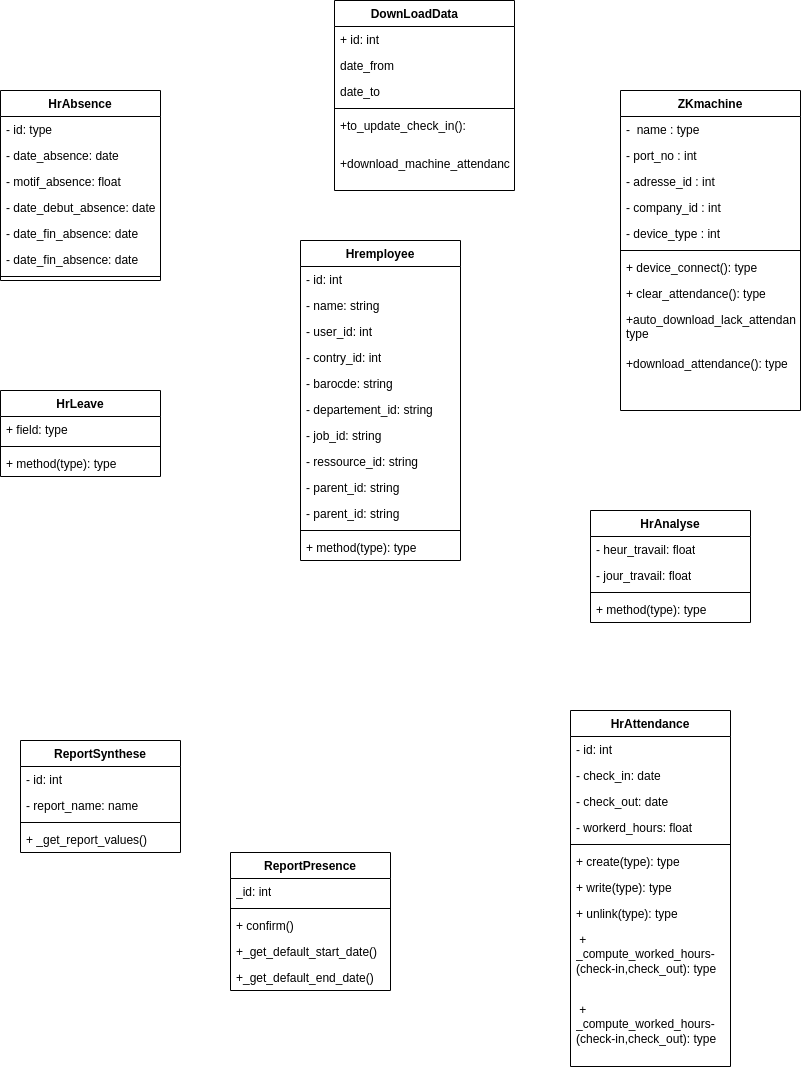 DownLoadData
+ id: int
date_from
date_to
+to_update_check_in():
+download_machine_attendanc
HrAbsence
- id: type
- date_absence: date
- motif_absence: float
- date_debut_absence: date
- date_fin_absence: date
- date_fin_absence: date
ZKmachine
- name : type
- port_no : int
- adresse_id : int
- company_id : int
- device_type : int
+ device_connect(): type
+ clear_attendance(): type
+auto_download_lack_attendan
type
+download_attendance(): type
Hremployee
- id: int
- name: string
- user_id: int
- contry_id: int
- barocde: string
- departement_id: string
- job_id: string
- ressource_id: string
- parent_id: string
- parent_id: string
+ method(type): type
HrLeave
+ field: type
+ method(type): type
HrAnalyse
- heur_travail: float
- jour_travail: float
+ method(type): type
ReportSynthese
- id: int
- report_name: name
+ _get_report_values()
ReportPresence
_id: int
+ confirm()
+_get_default_start_date()
+_get_default_end_date()
HrAttendance
- id: int
- check_in: date
- check_out: date
- workerd_hours: float
+ create(type): type
+ write(type): type
+ unlink(type): type
+
_compute_worked_hours-
(check-in,check_out): type
+
_compute_worked_hours-
(check-in,check_out): type